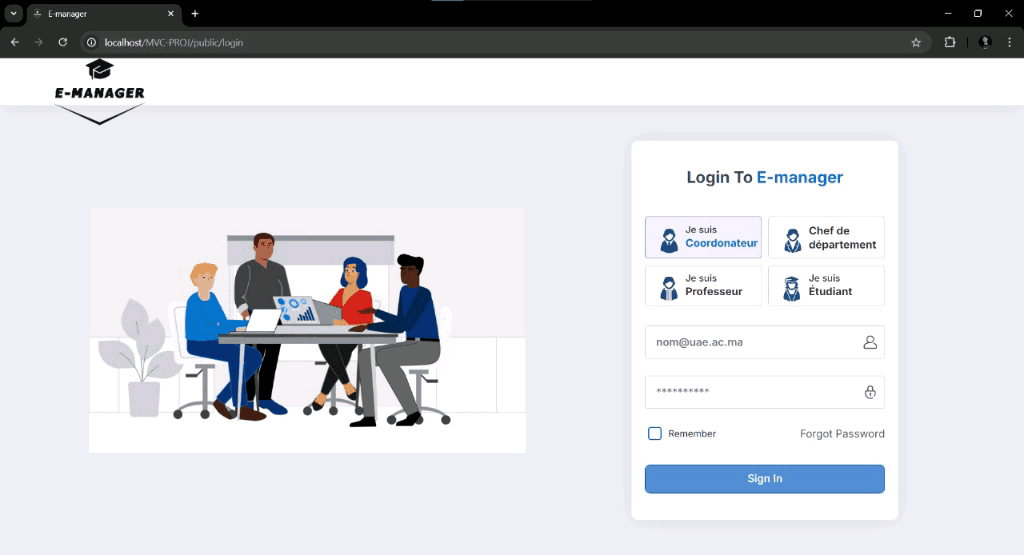 E-manager
localhost/MVC-PROJ/public/login
E-MANAGER
Login To E-manager
Je suis
Coordonateur
Chef de
département
Je suis
Professeur
Je suis
Étudiant
nom@uae.ac.ma
**********
Remember
Forgot Password
Sign In